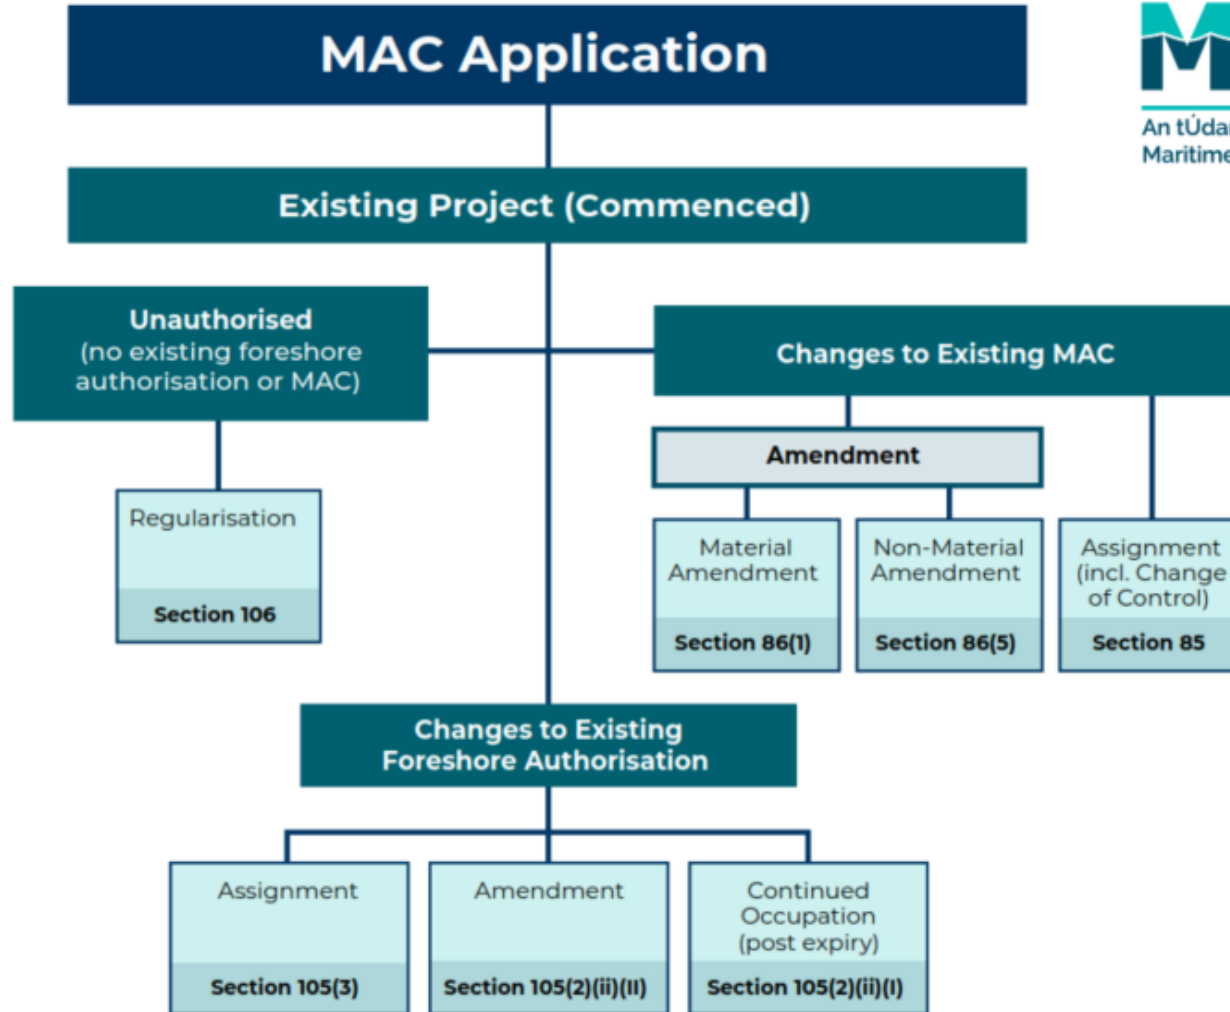 MAC Application
An tÚdar
Maritime
Existing Project (Commenced)
Unauthorised
(no existing foreshore
authorisation or MAC)
Changes to Existing MAC
Amendment
Regularisation
Section 106
Material
Amendment
Section 86(1)
Non-Material
Amendment
Section 86(5)
Assignment
(incl. Change
of Control)
Section 85
Changes to Existing
Foreshore Authorisation
Assignment
Section 105(3)
Amendment
Section 105(2)(ii)(II)
Continued
Occupation
(post expiry)
Section 105(2)(ii)(I)